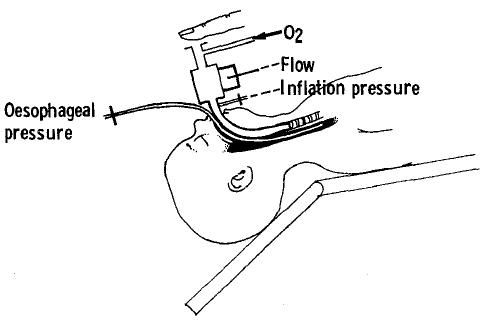 O2
Flow
Inflation pressure
Oesophageal
pressure